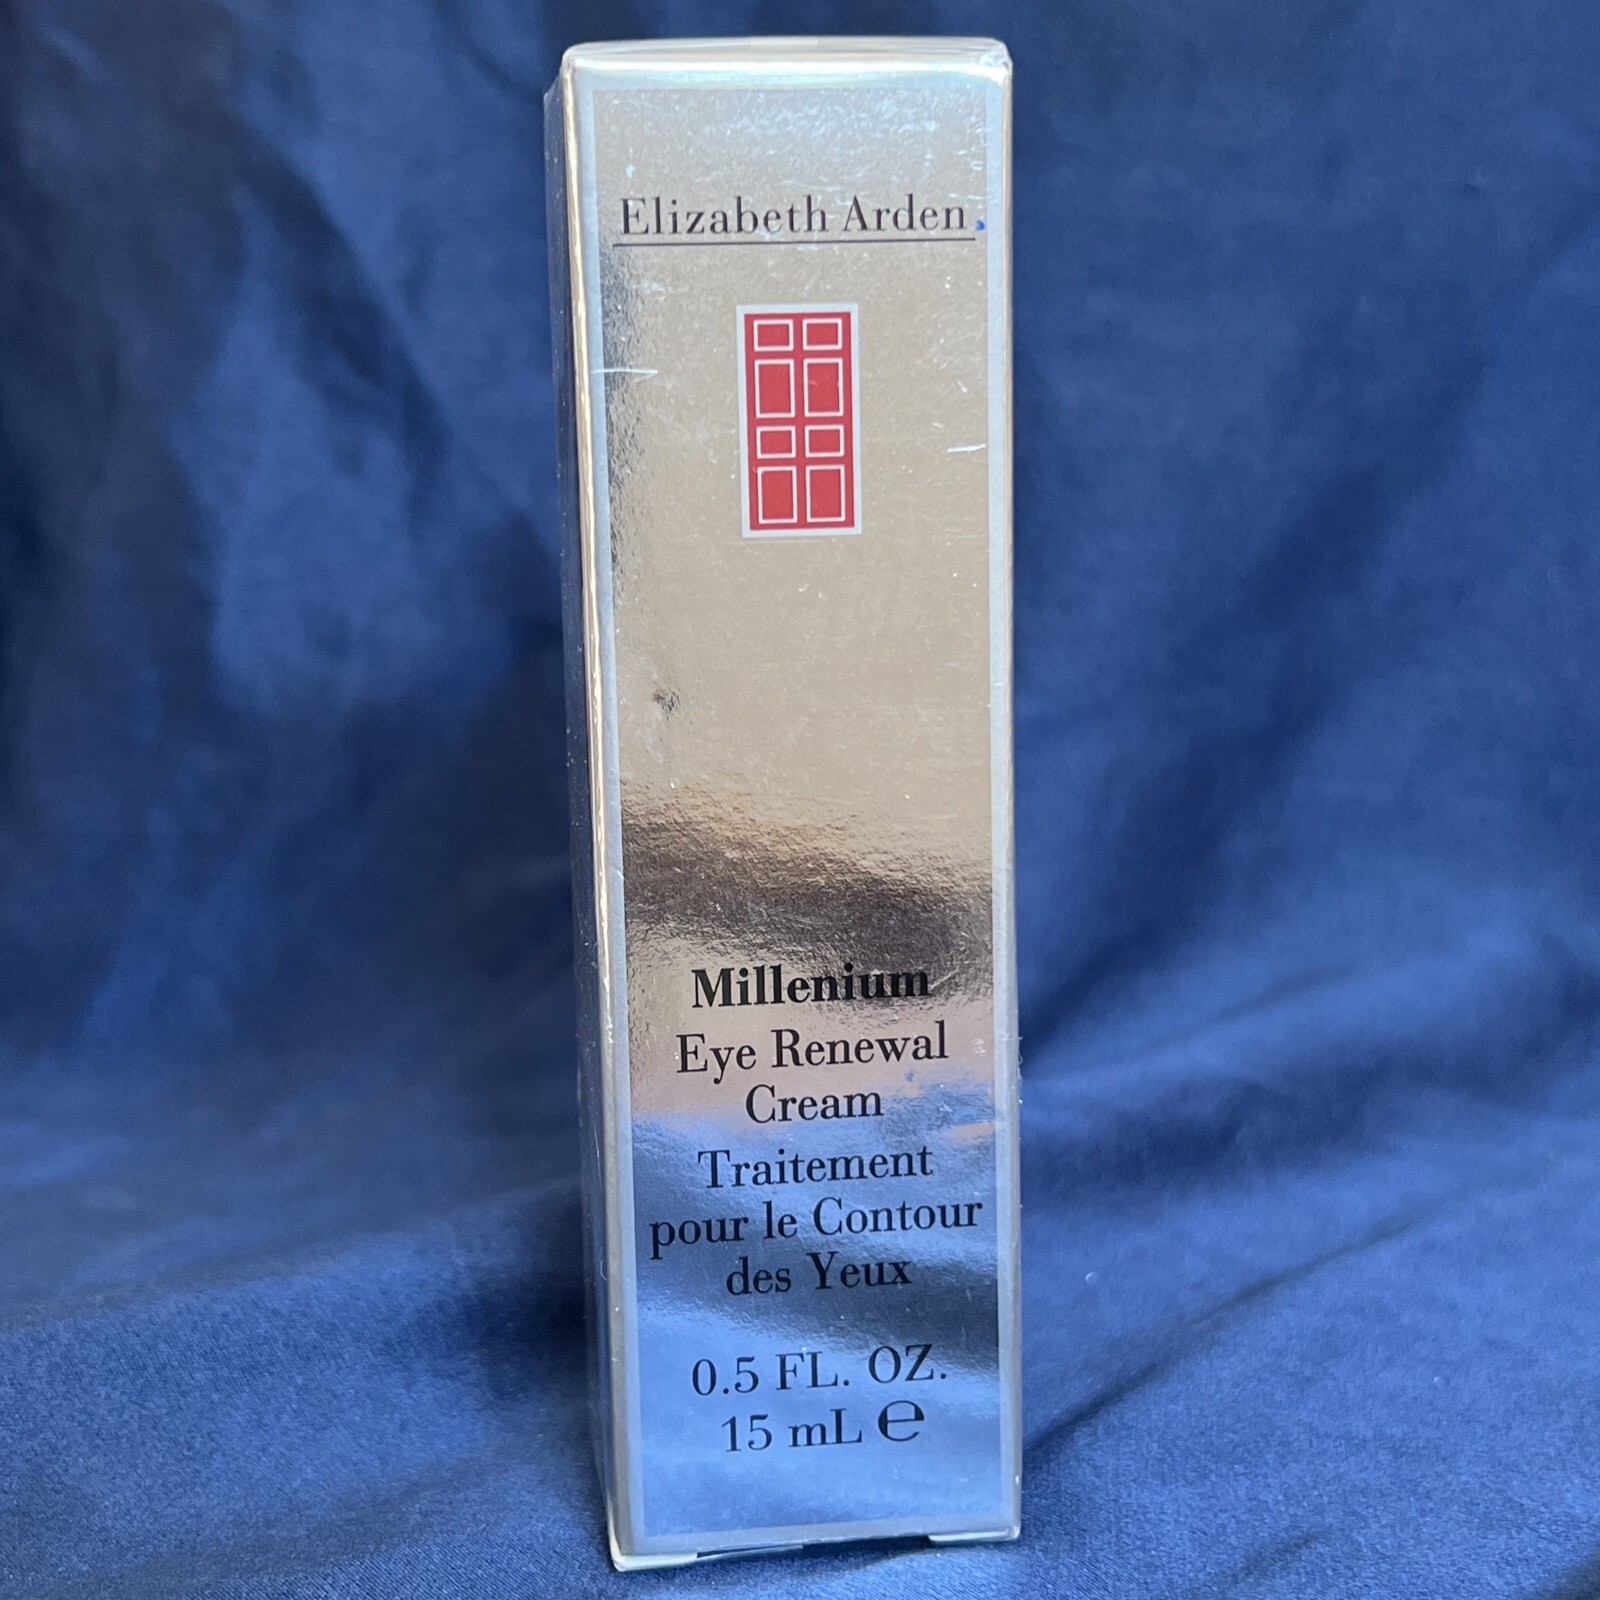 Elizabeth Arden
Millenium
Eye Renewal
Cream
Traitement
pour le Contour
des Yeux
0.5 FL. OZ.
15 mL ℮